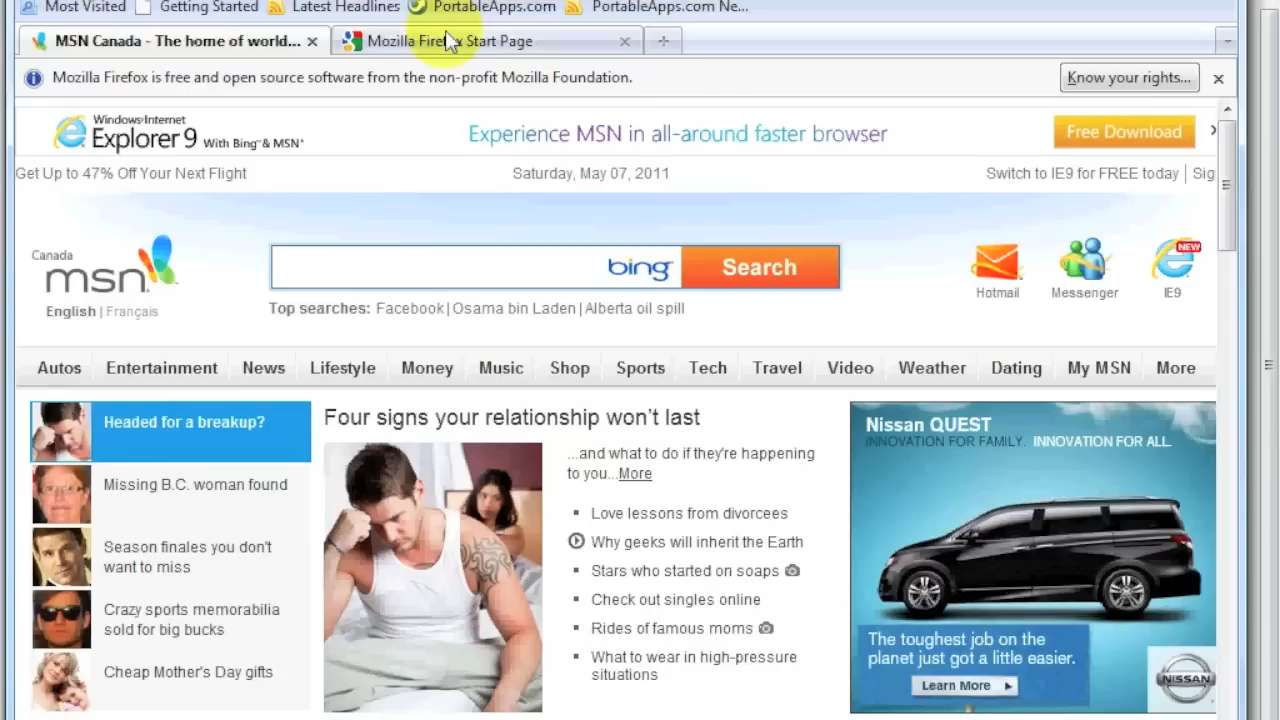 Most Visited Getting Started Latest Headlines PortableApps.com PortableApps.com Ne...
MSN Canada - The home of world... Mozilla Firefox Start Page
Mozilla Firefox is free and open source software from the non-profit Mozilla Foundation. Know your rights...
Windows Internet
Explorer 9 With Bing & MSN
Experience MSN in all-around faster browser
Free Download
Get Up to 47% Off Your Next Flight Saturday, May 07, 2011 Switch to IE9 for FREE today | Sig
Canada
msn
English | Français
bing Search
Top searches: Facebook | Osama bin Laden | Alberta oil spill
NEW
Hotmail Messenger IE9
Autos Entertainment News Lifestyle Money Music Shop Sports Tech Travel Video Weather Dating My MSN More
Headed for a breakup?
Missing B.C. woman found
Season finales you don't
want to miss
Crazy sports memorabilia
sold for big bucks
Cheap Mother's Day gifts
Four signs your relationship won't last
...and what to do if they're happening
to you...More
Love lessons from divorcees
Why geeks will inherit the Earth
Stars who started on soaps
Check out singles online
Rides of famous moms
What to wear in high-pressure
situations
Nissan QUEST
INNOVATION FOR FAMILY. INNOVATION FOR ALL.
The toughest job on the
planet just got a little easier.
Learn More
NISSAN